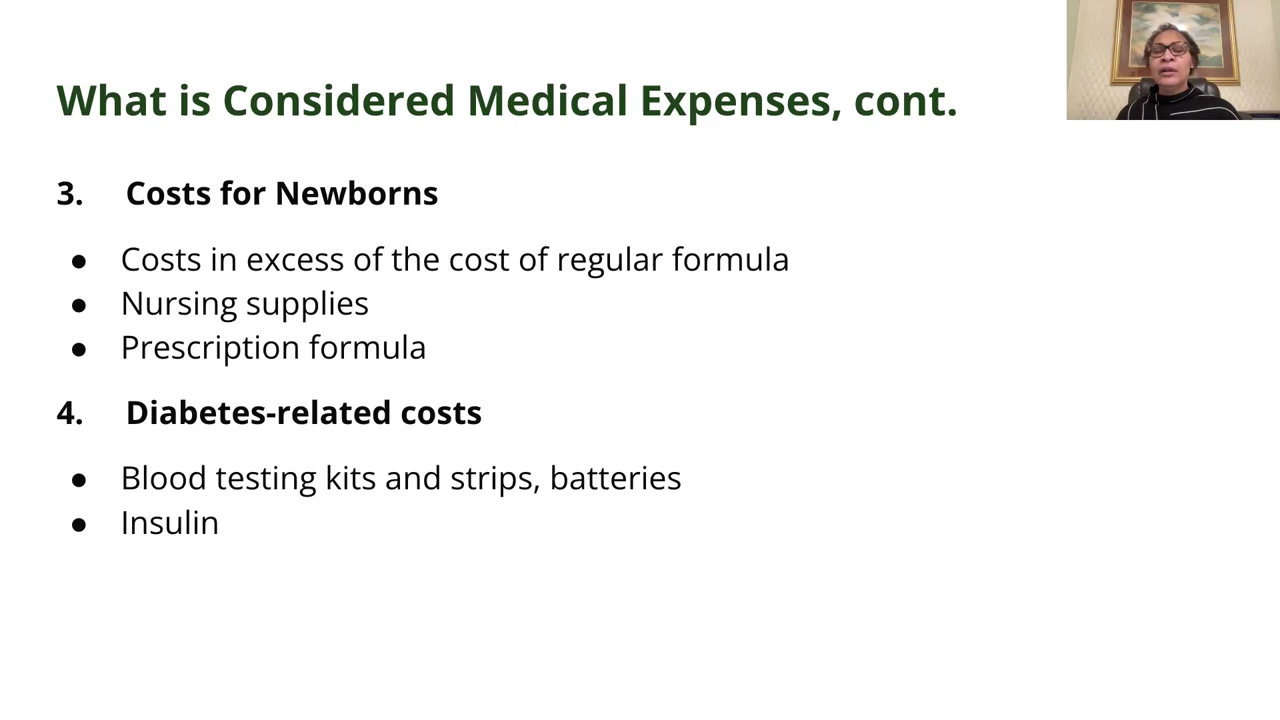 What is Considered Medical Expenses, cont.
3. Costs for Newborns
● Costs in excess of the cost of regular formula
● Nursing supplies
● Prescription formula
4. Diabetes-related costs
● Blood testing kits and strips, batteries
● Insulin